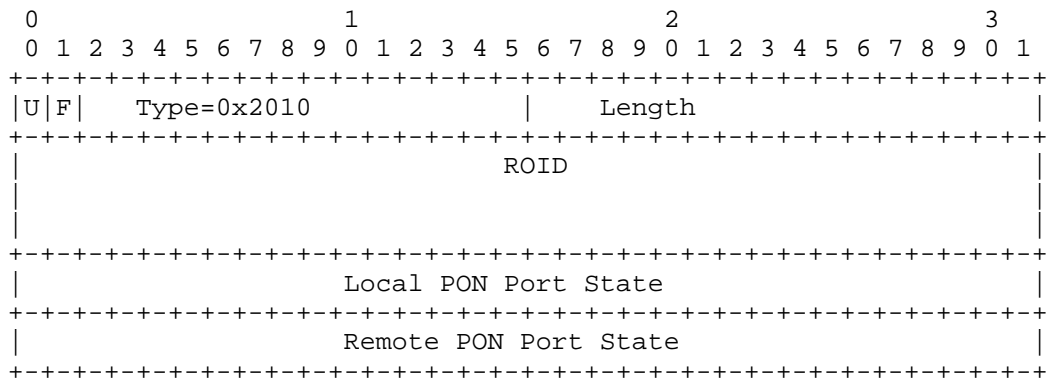 0                   1                   2                   3
 0 1 2 3 4 5 6 7 8 9 0 1 2 3 4 5 6 7 8 9 0 1 2 3 4 5 6 7 8 9 0 1
+-+-+-+-+-+-+-+-+-+-+-+-+-+-+-+-+-+-+-+-+-+-+-+-+-+-+-+-+-+-+-+-+
|U|F|   Type=0x2010             |    Length                     |
+-+-+-+-+-+-+-+-+-+-+-+-+-+-+-+-+-+-+-+-+-+-+-+-+-+-+-+-+-+-+-+-+
|                              ROID                             |
|                                                               |
|                                                               |
+-+-+-+-+-+-+-+-+-+-+-+-+-+-+-+-+-+-+-+-+-+-+-+-+-+-+-+-+-+-+-+-+
|                    Local PON Port State                       |
+-+-+-+-+-+-+-+-+-+-+-+-+-+-+-+-+-+-+-+-+-+-+-+-+-+-+-+-+-+-+-+-+
|                    Remote PON Port State                      |
+-+-+-+-+-+-+-+-+-+-+-+-+-+-+-+-+-+-+-+-+-+-+-+-+-+-+-+-+-+-+-+-+